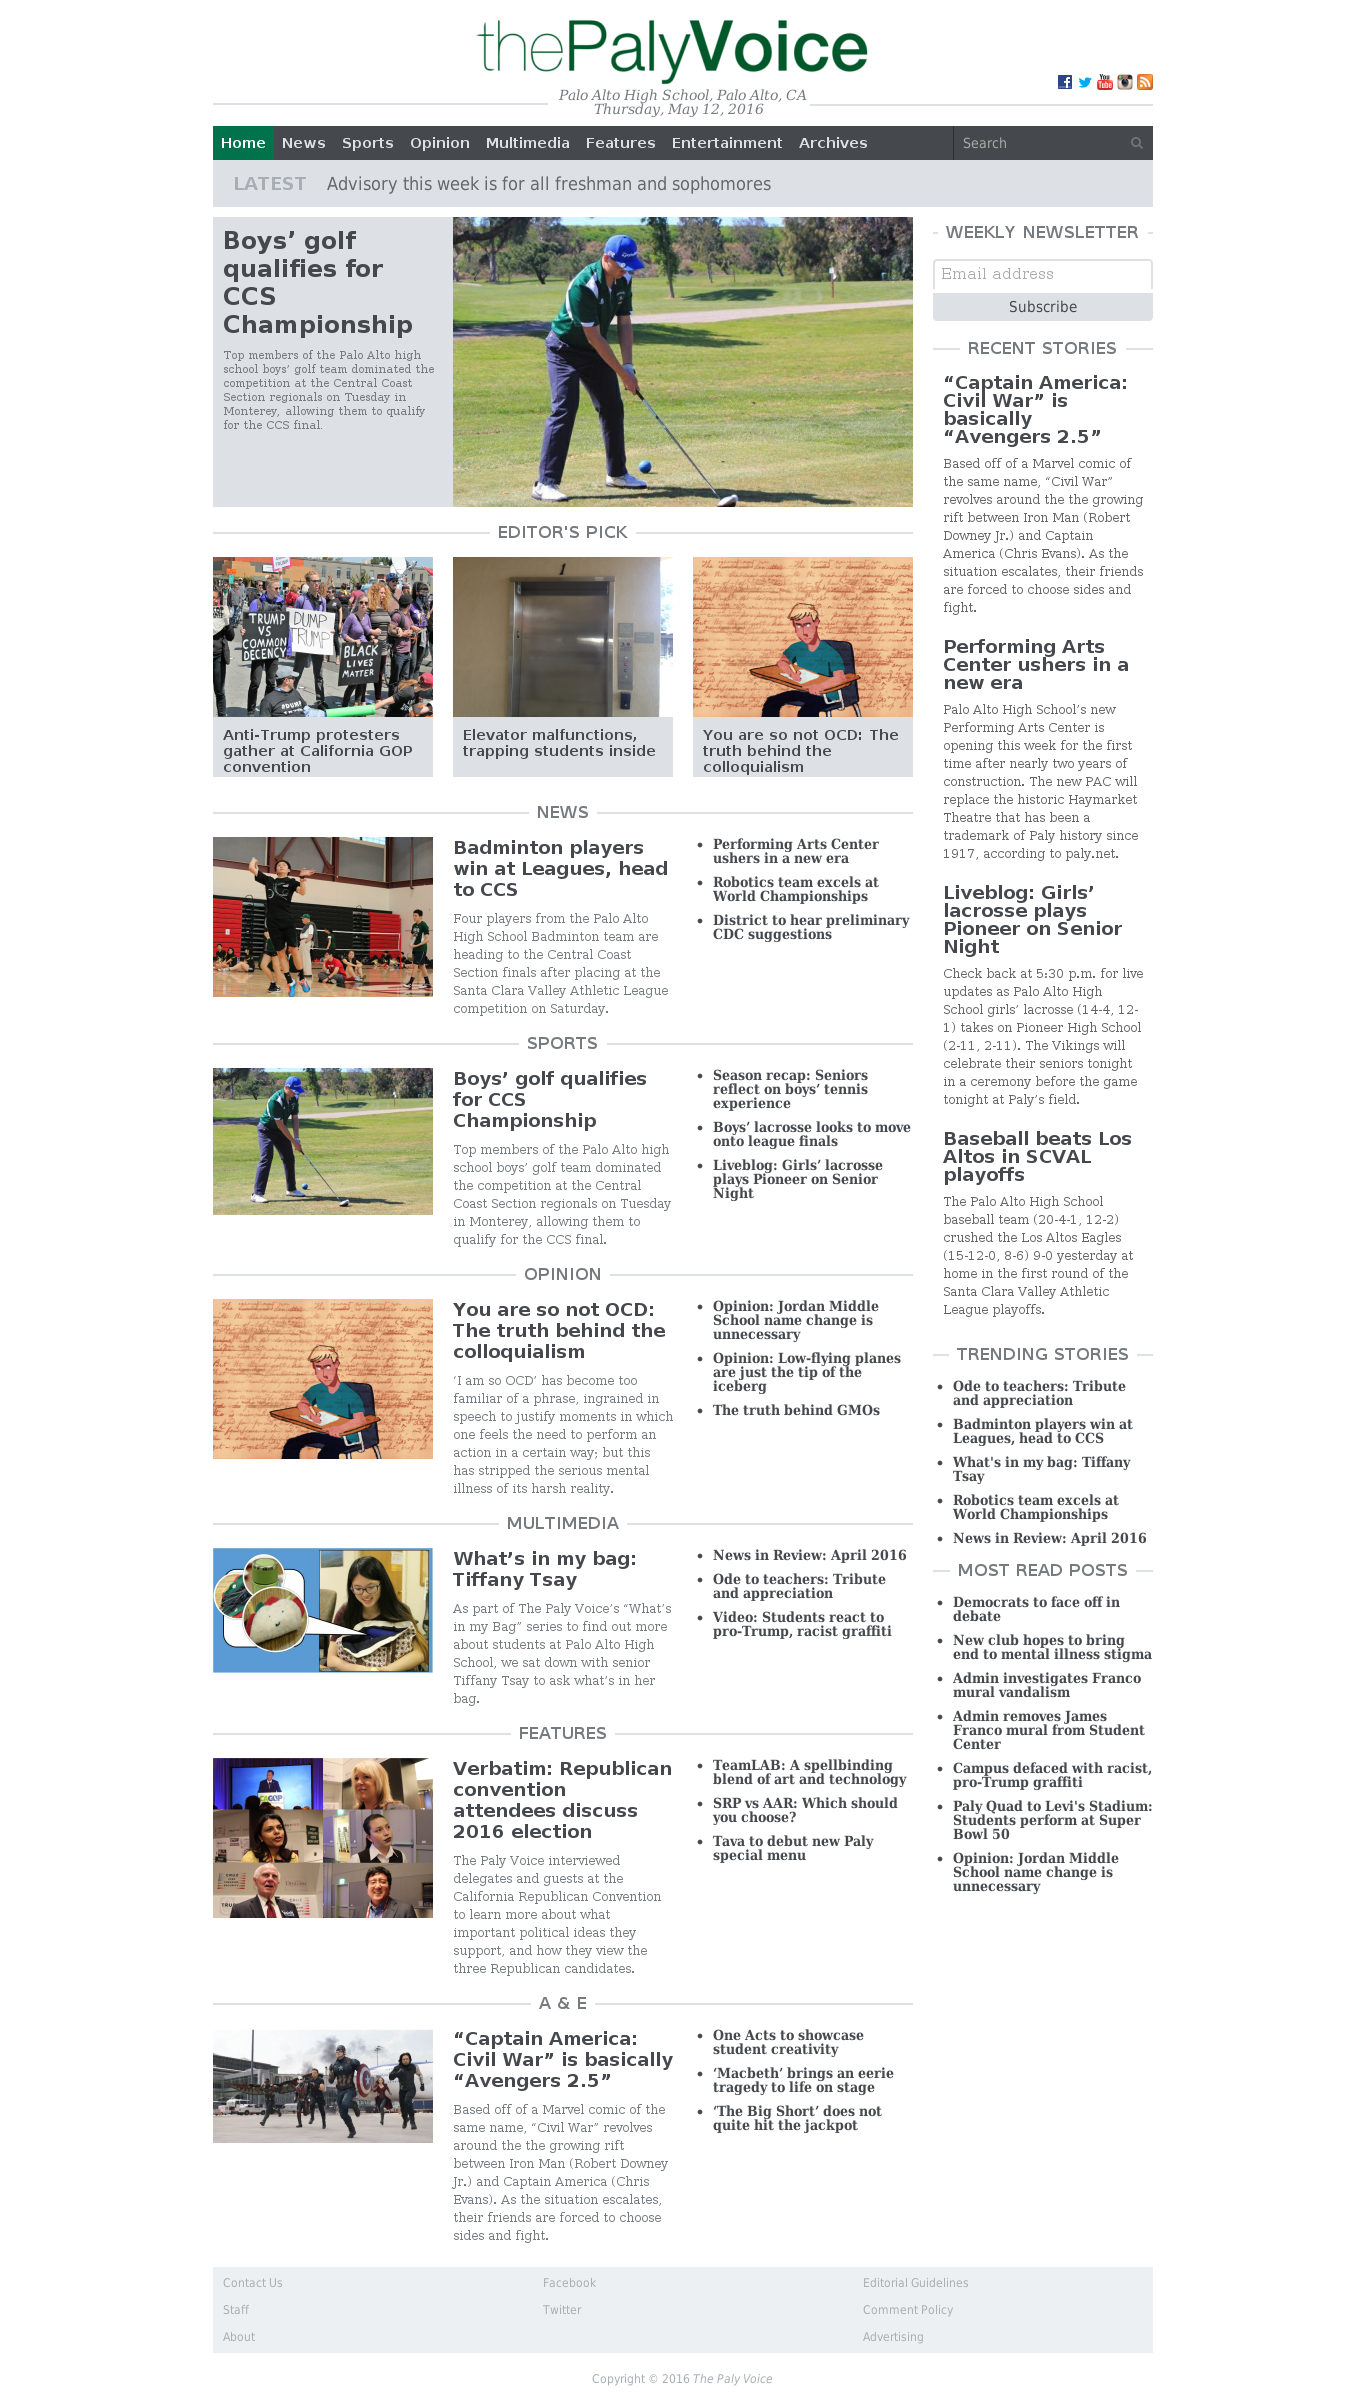 thePalyVoice
Palo Alto High School, Palo Alto, CA
Thursday, May 12, 2016
Home News Sports Opinion Multimedia Features Entertainment Archives Search
LATEST Advisory this week is for all freshman and sophomores
Boys’ golf
qualifies for
CCS
Championship
Top members of the Palo Alto high
school boys’ golf team dominated the
competition at the Central Coast
Section regionals on Tuesday in
Monterey, allowing them to qualify
for the CCS final.
EDITOR'S PICK
TRUMP
VS
COMMON
DECENCY
DUMP
TRUMP
BLACK
LIVES
MATTER
1
Anti-Trump protesters
gather at California GOP
convention
Elevator malfunctions,
trapping students inside
You are so not OCD: The
truth behind the
colloquialism
NEWS
Badminton players
win at Leagues, head
to CCS
Four players from the Palo Alto
High School Badminton team are
heading to the Central Coast
Section finals after placing at the
Santa Clara Valley Athletic League
competition on Saturday.
Performing Arts Center
ushers in a new era
Robotics team excels at
World Championships
District to hear preliminary
CDC suggestions
SPORTS
Boys’ golf qualifies
for CCS
Championship
Top members of the Palo Alto high
school boys’ golf team dominated
the competition at the Central
Coast Section regionals on Tuesday
in Monterey, allowing them to
qualify for the CCS final.
Season recap: Seniors
reflect on boys’ tennis
experience
Boys’ lacrosse looks to move
onto league finals
Liveblog: Girls’ lacrosse
plays Pioneer on Senior
Night
OPINION
You are so not OCD:
The truth behind the
colloquialism
‘I am so OCD’ has become too
familiar of a phrase, ingrained in
speech to justify moments in which
one feels the need to perform an
action in a certain way; but this
has stripped the serious mental
illness of its harsh reality.
Opinion: Jordan Middle
School name change is
unnecessary
Opinion: Low-flying planes
are just the tip of the
iceberg
The truth behind GMOs
MULTIMEDIA
What’s in my bag:
Tiffany Tsay
As part of The Paly Voice’s “What’s
in my Bag” series to find out more
about students at Palo Alto High
School, we sat down with senior
Tiffany Tsay to ask what’s in her
bag.
News in Review: April 2016
Ode to teachers: Tribute
and appreciation
Video: Students react to
pro-Trump, racist graffiti
FEATURES
Verbatim: Republican
convention
attendees discuss
2016 election
The Paly Voice interviewed
delegates and guests at the
California Republican Convention
to learn more about what
important political ideas they
support, and how they view the
three Republican candidates.
TeamLAB: A spellbinding
blend of art and technology
SRP vs AAR: Which should
you choose?
Tava to debut new Paly
special menu
A & E
“Captain America:
Civil War” is basically
“Avengers 2.5”
Based off of a Marvel comic of the
same name, “Civil War” revolves
around the the growing rift
between Iron Man (Robert Downey
Jr.) and Captain America (Chris
Evans). As the situation escalates,
their friends are forced to choose
sides and fight.
One Acts to showcase
student creativity
‘Macbeth’ brings an eerie
tragedy to life on stage
‘The Big Short’ does not
quite hit the jackpot
WEEKLY NEWSLETTER
Email address
Subscribe
RECENT STORIES
“Captain America:
Civil War” is
basically
“Avengers 2.5”
Based off of a Marvel comic of
the same name, “Civil War”
revolves around the the growing
rift between Iron Man (Robert
Downey Jr.) and Captain
America (Chris Evans). As the
situation escalates, their friends
are forced to choose sides and
fight.
Performing Arts
Center ushers in a
new era
Palo Alto High School’s new
Performing Arts Center is
opening this week for the first
time after nearly two years of
construction. The new PAC will
replace the historic Haymarket
Theatre that has been a
trademark of Paly history since
1917, according to paly.net.
Liveblog: Girls’
lacrosse plays
Pioneer on Senior
Night
Check back at 5:30 p.m. for live
updates as Palo Alto High
School girls’ lacrosse (14-4, 12-
1) takes on Pioneer High School
(2-11, 2-11). The Vikings will
celebrate their seniors tonight
in a ceremony before the game
tonight at Paly’s field.
Baseball beats Los
Altos in SCVAL
playoffs
The Palo Alto High School
baseball team (20-4-1, 12-2)
crushed the Los Altos Eagles
(15-12-0, 8-6) 9-0 yesterday at
home in the first round of the
Santa Clara Valley Athletic
League playoffs.
TRENDING STORIES
Ode to teachers: Tribute
and appreciation
Badminton players win at
Leagues, head to CCS
What's in my bag: Tiffany
Tsay
Robotics team excels at
World Championships
News in Review: April 2016
MOST READ POSTS
Democrats to face off in
debate
New club hopes to bring
end to mental illness stigma
Admin investigates Franco
mural vandalism
Admin removes James
Franco mural from Student
Center
Campus defaced with racist,
pro-Trump graffiti
Paly Quad to Levi's Stadium:
Students perform at Super
Bowl 50
Opinion: Jordan Middle
School name change is
unnecessary
Contact Us Facebook Editorial Guidelines
Staff Twitter Comment Policy
About Advertising
Copyright © 2016 The Paly Voice